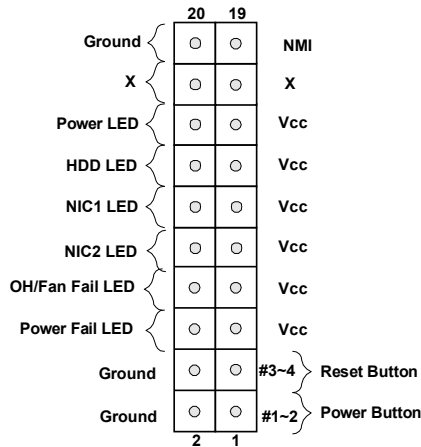 20 19
Ground NMI
X X
Power LED Vcc
HDD LED Vcc
NIC1 LED Vcc
NIC2 LED Vcc
OH/Fan Fail LED Vcc
Power Fail LED Vcc
Ground #3~4 Reset Button
Ground #1~2 Power Button
2 1